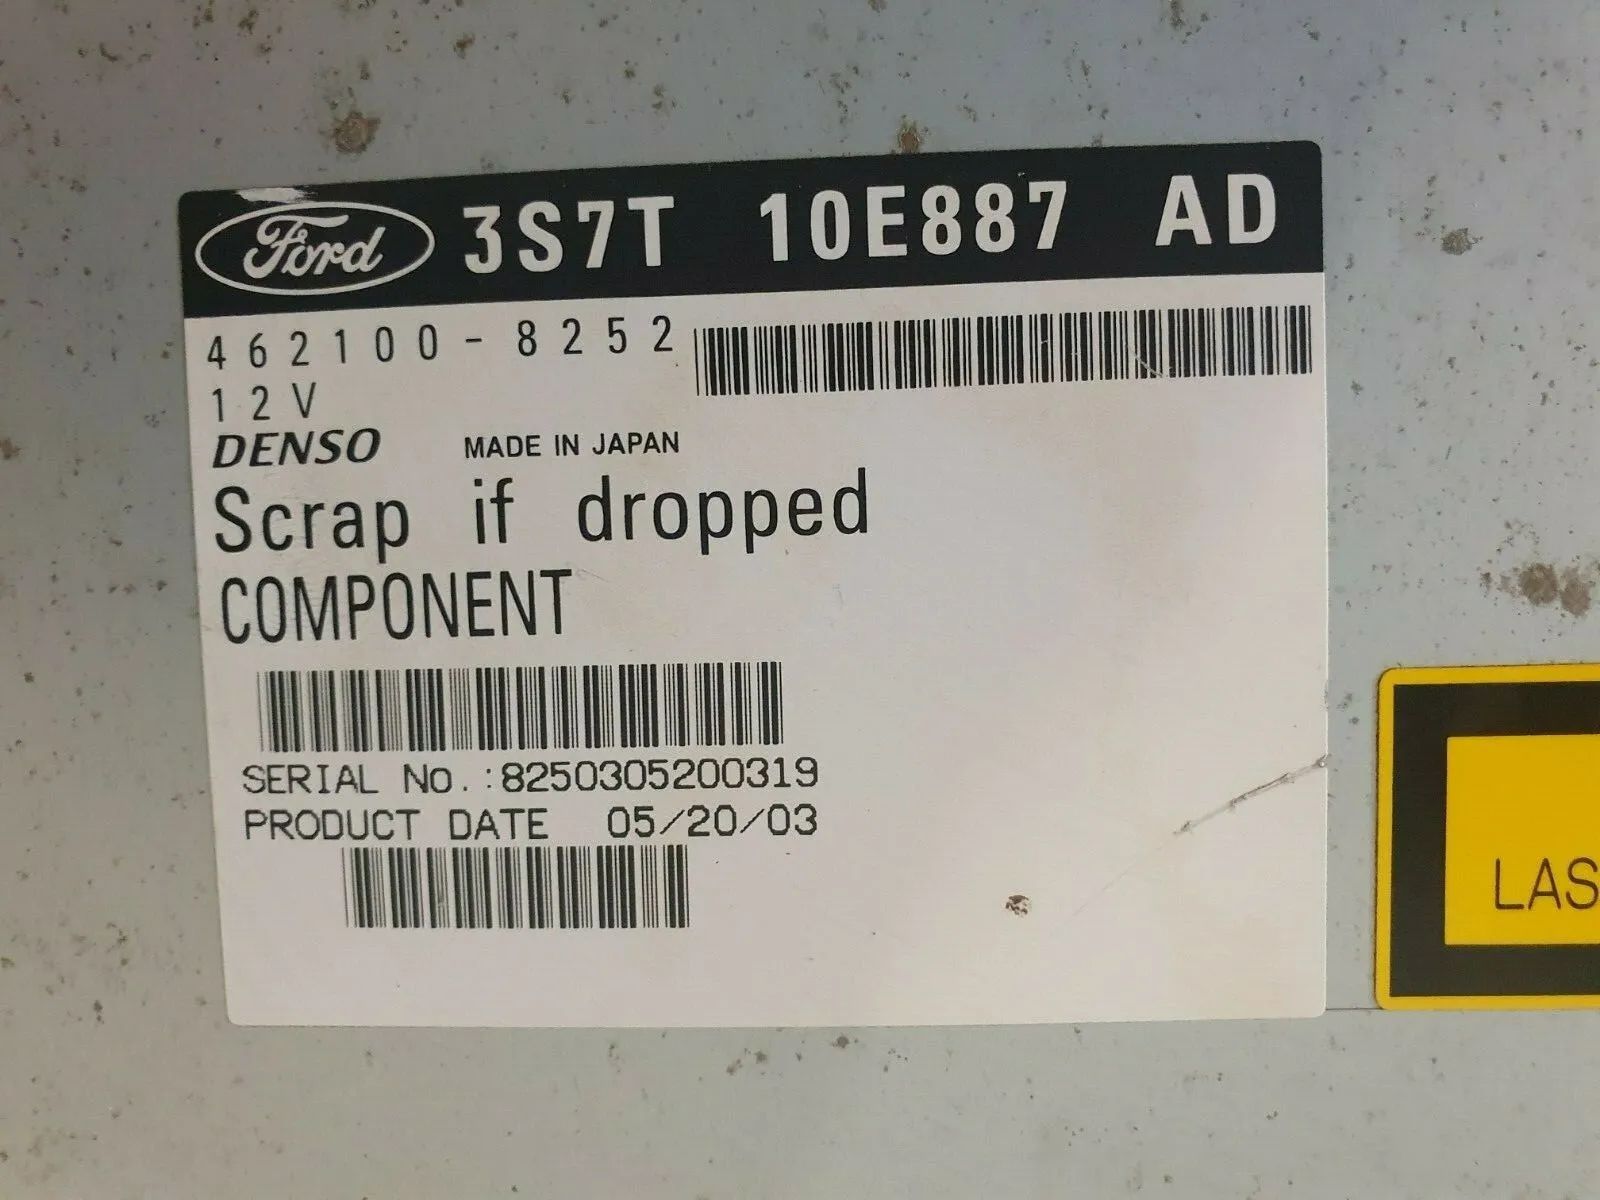 Ford 3S7T 10E887 AD
462100-8252
12V
DENSO MADE IN JAPAN
Scrap if dropped
COMPONENT
SERIAL No.:8250305200319
PRODUCT DATE 05/20/03
LAS